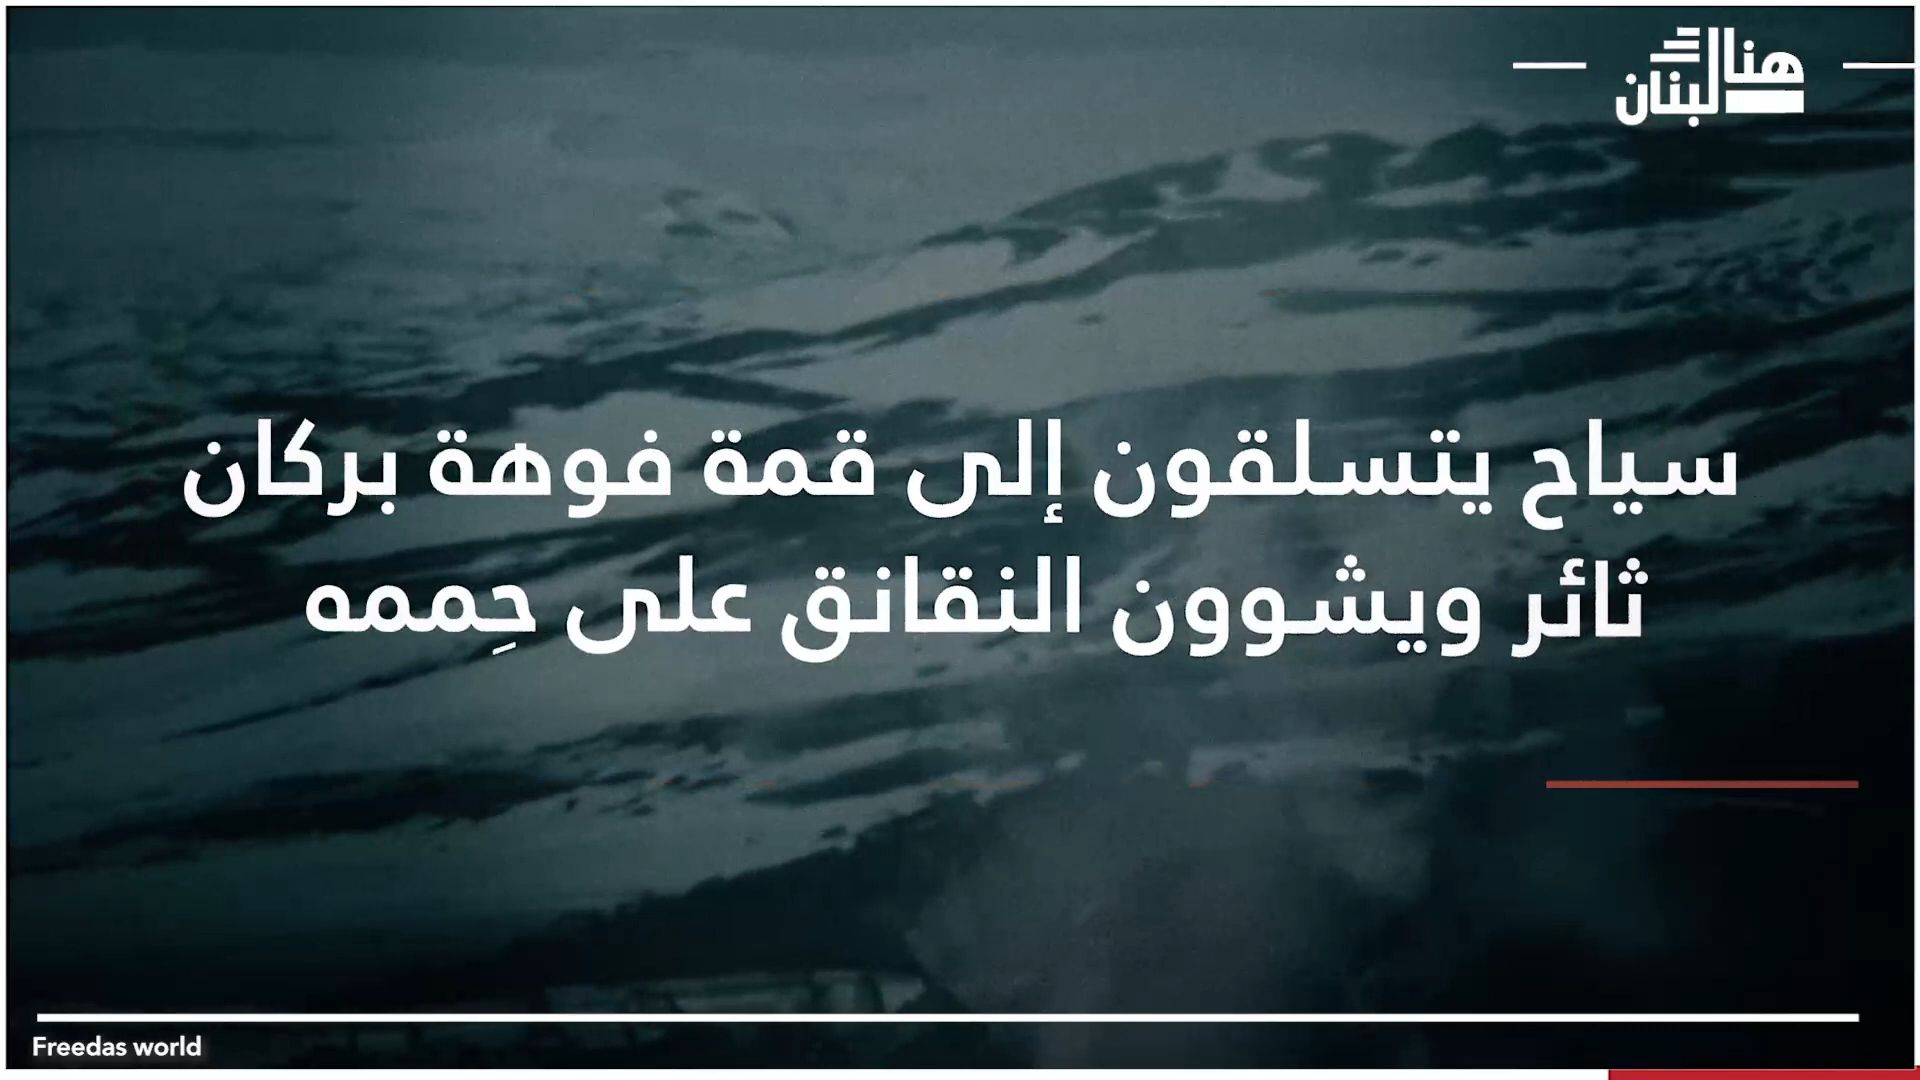 هنا لبنان
سياح يتسلقون إلى قمة فوهة بركان
ثائر ويشوون النقانق على حِممه
Freedas world